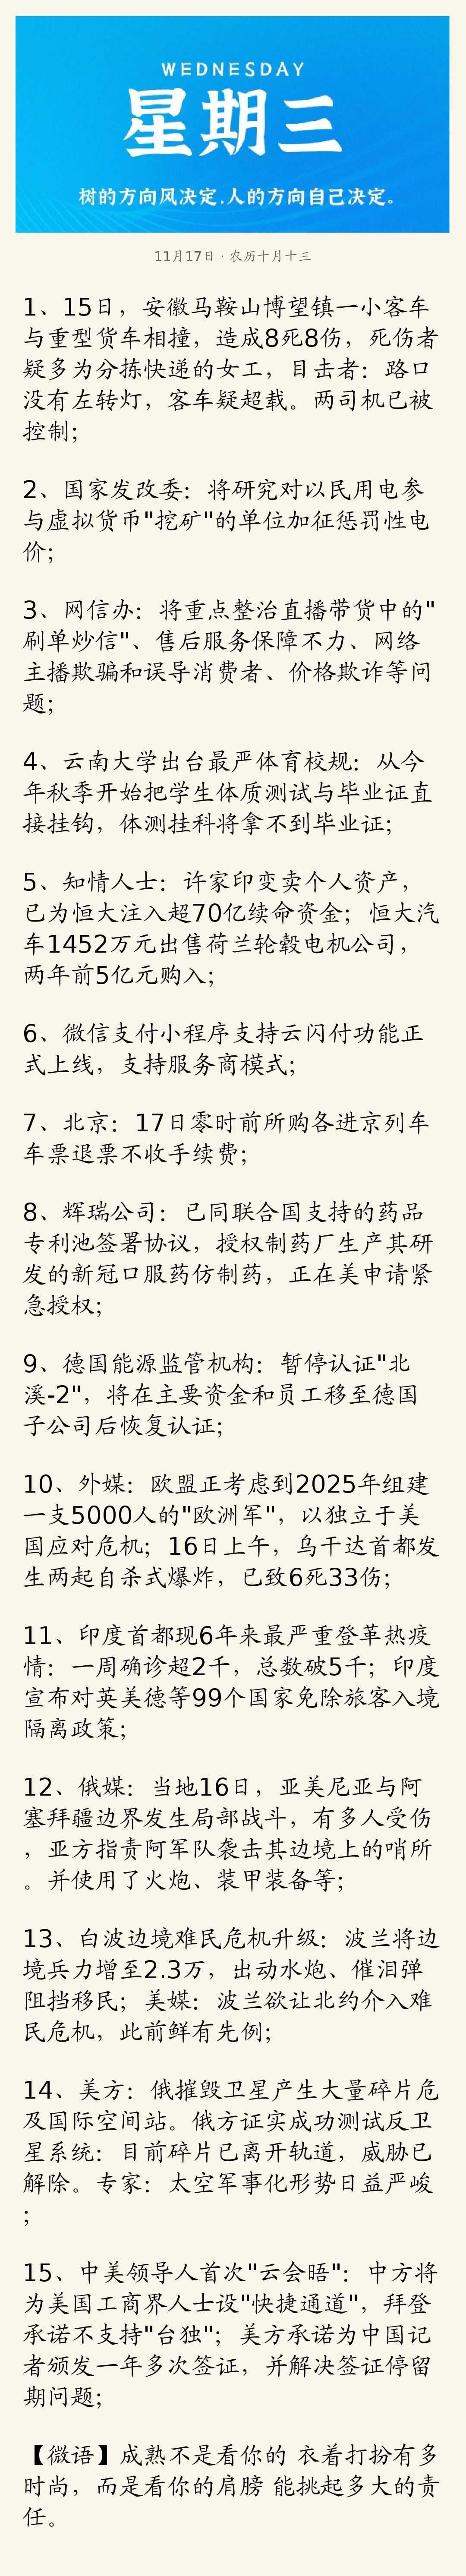 WEDNESDAY
星期三
树的方向风决定.人的方向自己决定。
11月17日·农历十月十三
1、15日，安徽马鞍山博望镇一小客车
与重型货车相撞，造成8死8伤，死伤者
疑多为分拣快递的女工，目击者：路口
没有左转灯，客车疑超载。两司机已被
控制；
2、国家发改委：将研究对以民用电参
与虚拟货币"挖矿"的单位加征惩罚性电
价；
3、网信办：将重点整治直播带货中的"
刷单炒信"、售后服务保障不力、网络
主播欺骗和误导消费者、价格欺诈等问
题；
4、云南大学出台最严体育校规：从今
年秋季开始把学生体质测试与毕业证直
接挂钩，体测挂科将拿不到毕业证；
5、知情人士：许家印变卖个人资产，
已为恒大注入超70亿续命资金；恒大汽
车1452万元出售荷兰轮毂电机公司，
两年前5亿元购入；
6、微信支付小程序支持云闪付功能正
式上线，支持服务商模式；
7、北京：17日零时前所购各进京列车
车票退票不收手续费；
8、辉瑞公司：已同联合国支持的药品
专利池签署协议，授权制药厂生产其研
发的新冠口服药仿制药，正在美申请紧
急授权；
9、德国能源监管机构：暂停认证"北
溪-2"，将在主要资金和员工移至德国
子公司后恢复认证；
10、外媒：欧盟正考虑到2025年组建
一支5000人的"欧洲军"，以独立于美
国应对危机；16日上午，乌干达首都发
生两起自杀式爆炸，已致6死33伤；
11、印度首都现6年来最严重登革热疫
情：一周确诊超2千，总数破5千；印度
宣布对英美德等99个国家免除旅客入境
隔离政策；
12、俄媒：当地16日，亚美尼亚与阿
塞拜疆边界发生局部战斗，有多人受伤
，亚方指责阿军队袭击其边境上的哨所
。并使用了火炮、装甲装备等；
13、白波边境难民危机升级：波兰将边
境兵力增至2.3万，出动水炮、催泪弹
阻挡移民；美媒：波兰欲让北约介入难
民危机，此前鲜有先例；
14、美方：俄摧毁卫星产生大量碎片危
及国际空间站。俄方证实成功测试反卫
星系统：目前碎片已离开轨道，威胁已
解除。专家：太空军事化形势日益严峻
；
15、中美领导人首次"云会晤"：中方将
为美国工商界人士设"快捷通道"，拜登
承诺不支持"台独"；美方承诺为中国记
者颁发一年多次签证，并解决签证停留
期问题；
【微语】成熟不是看你的 衣着打扮有多
时尚，而是看你的肩膀 能挑起多大的责
任。